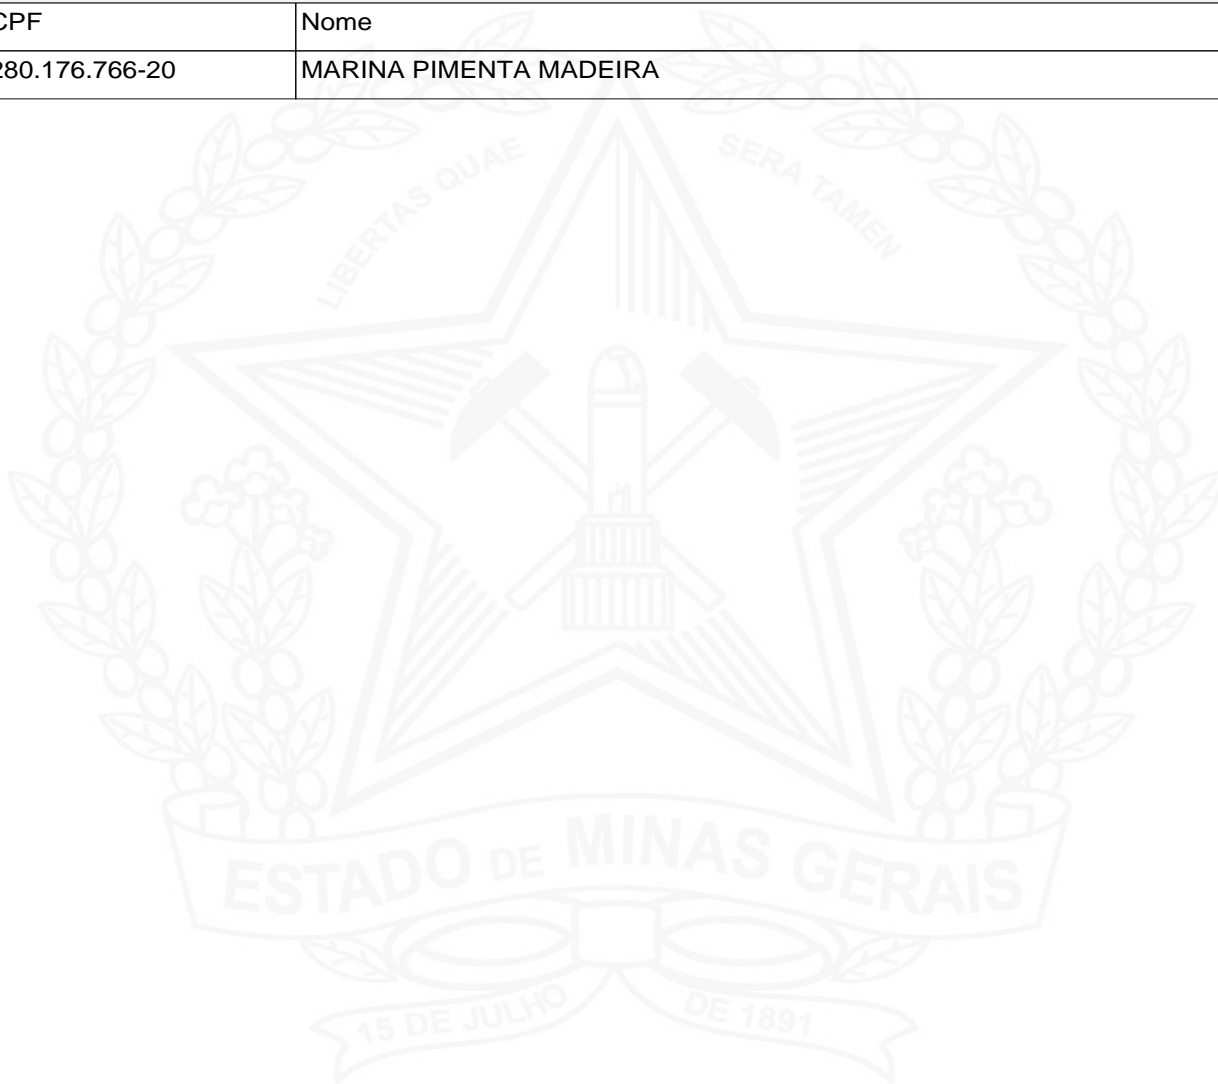 CPF Nome
280.176.766-20 MARINA PIMENTA MADEIRA
LIBERTAS QUAE SERA TAMEN
ESTADO DE MINAS GERAIS
15 DE JULHO DE 1891